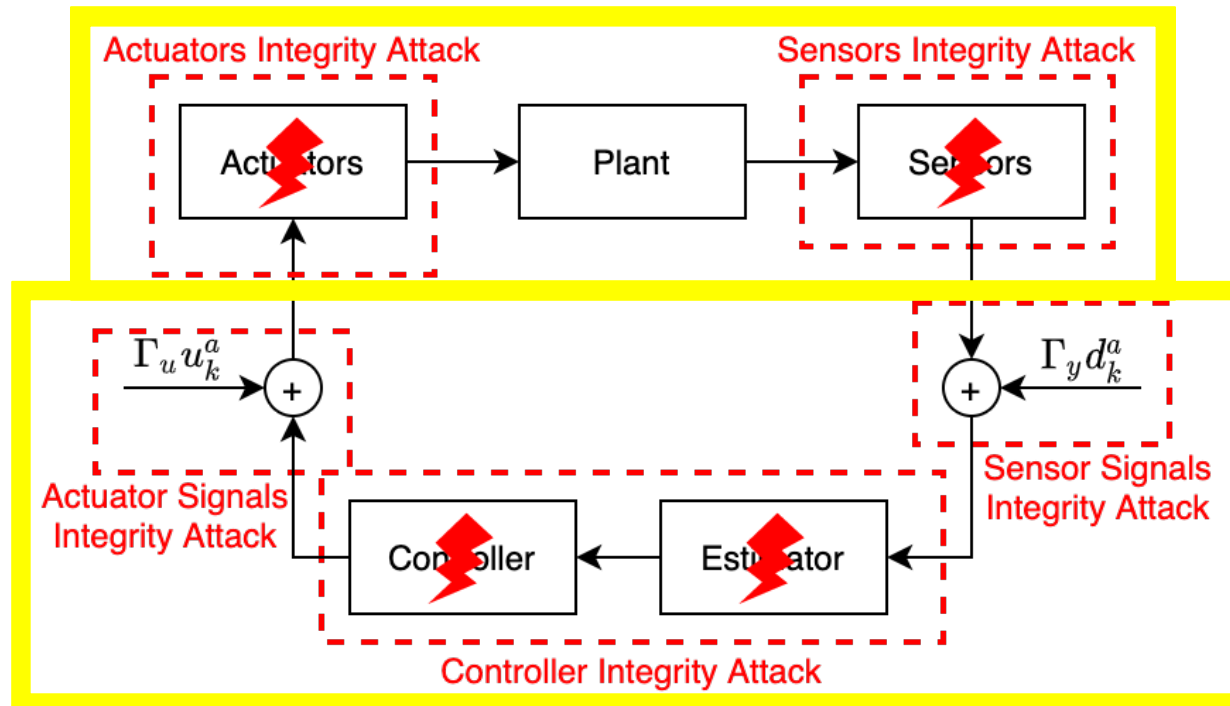 Actuators Integrity Attack
Sensors Integrity Attack
Actuators
Plant
Sensors
Γ_u u_k^a
+
+
Γ_y d_k^a
Actuator Signals
Integrity Attack
Sensor Signals
Integrity Attack
Controller
Estimator
Controller Integrity Attack